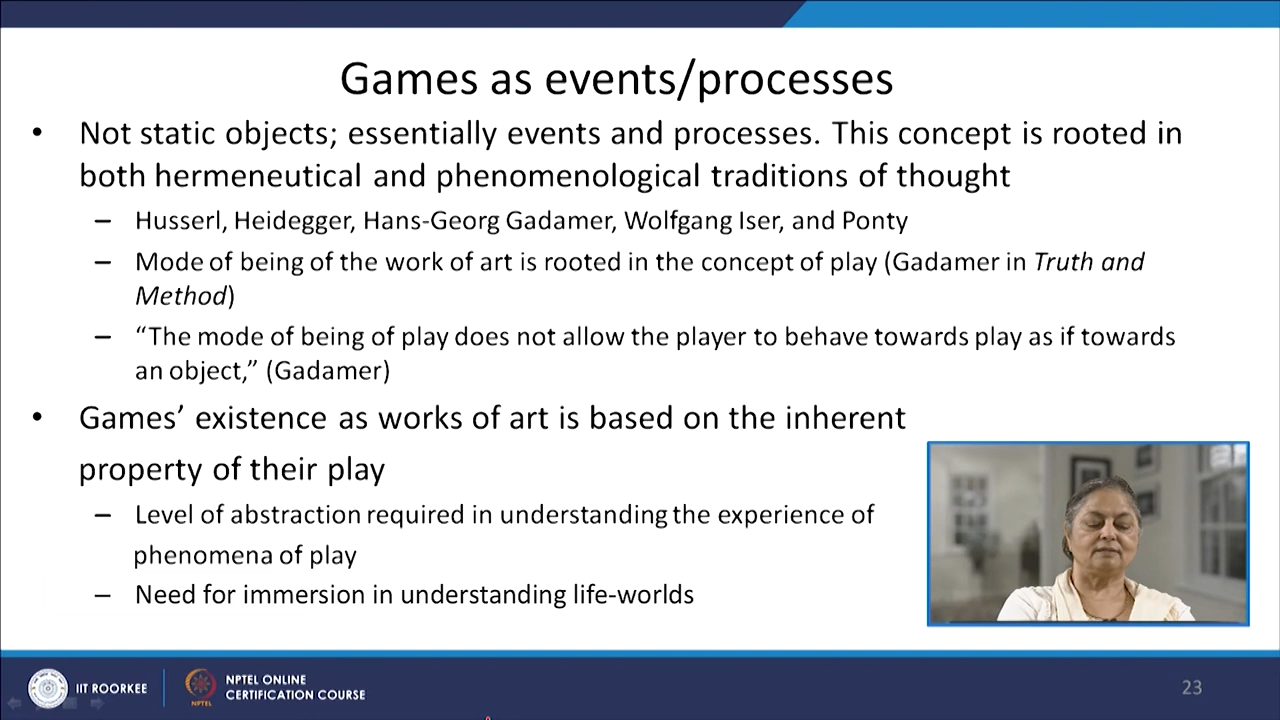 Games as events/processes
• Not static objects; essentially events and processes. This concept is rooted in
both hermeneutical and phenomenological traditions of thought
– Husserl, Heidegger, Hans-Georg Gadamer, Wolfgang Iser, and Ponty
– Mode of being of the work of art is rooted in the concept of play (Gadamer in Truth and
Method)
– “The mode of being of play does not allow the player to behave towards play as if towards
an object,” (Gadamer)
• Games’ existence as works of art is based on the inherent
property of their play
– Level of abstraction required in understanding the experience of
phenomena of play
– Need for immersion in understanding life-worlds
IIT ROORKEE
NPTEL
NPTEL ONLINE
CERTIFICATION COURSE
23